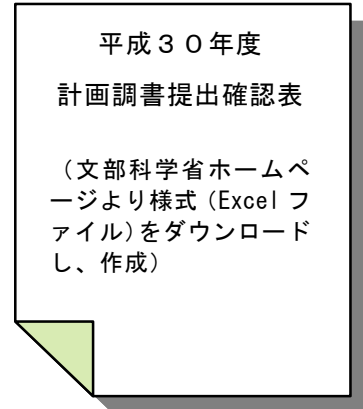 平成３０年度
計画調書提出確認表
（文部科学省ホームペ
ージより様式（Excel フ
ァイル）をダウンロード
し、作成）